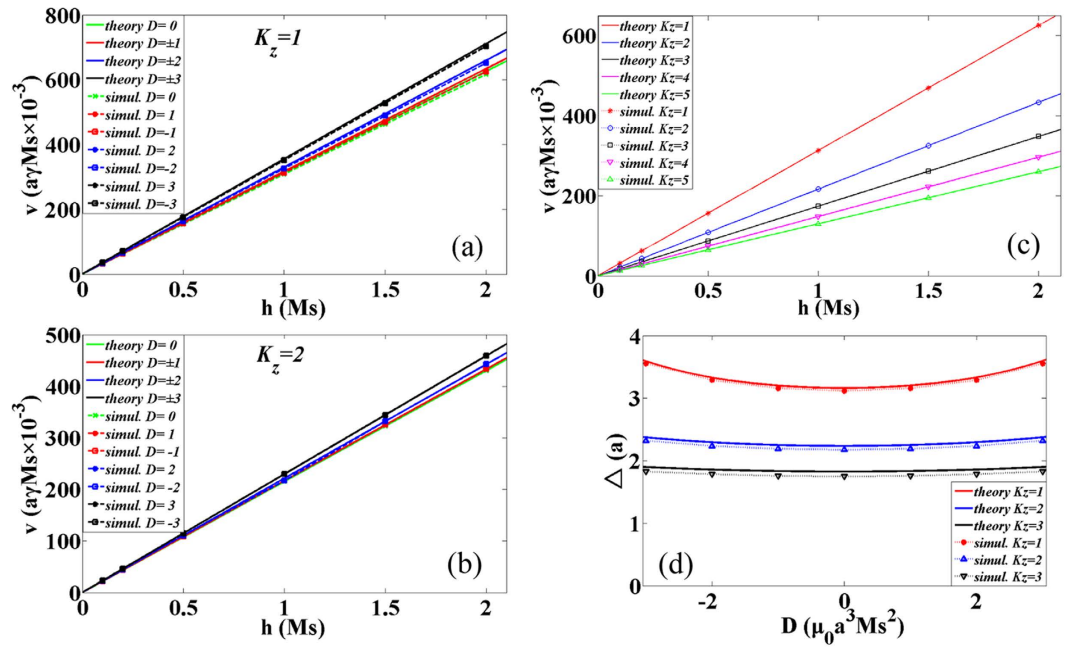 (a)
K_z=1
theory D= 0
theory D=±1
theory D=±2
theory D=±3
simul. D= 0
simul. D= 1
simul. D=-1
simul. D= 2
simul. D=-2
simul. D= 3
simul. D=-3
800
600
400
200
0
v (aγMs×10^-3)
0 0.5 1 1.5 2
h (Ms)
(b)
K_z=2
theory D= 0
theory D=±1
theory D=±2
theory D=±3
simul. D= 0
simul. D= 1
simul. D= -1
simul. D= 2
simul. D= -2
simul. D= 3
simul. D= -3
500
400
300
200
100
0
v (aγMs×10^-3)
0 0.5 1 1.5 2
h (Ms)
(c)
theory Kz=1
theory Kz=2
theory Kz=3
theory Kz=4
theory Kz=5
simul. Kz=1
simul. Kz=2
simul. Kz=3
simul. Kz=4
simul. Kz=5
600
400
200
0
v (aγMs×10^-3)
0 0.5 1 1.5 2
h (Ms)
(d)
4
3
2
1
0
△ (a)
theory Kz=1
theory Kz=2
theory Kz=3
simul. Kz=1
simul. Kz=2
simul. Kz=3
-2 0 2
D (μ₀a³Ms²)